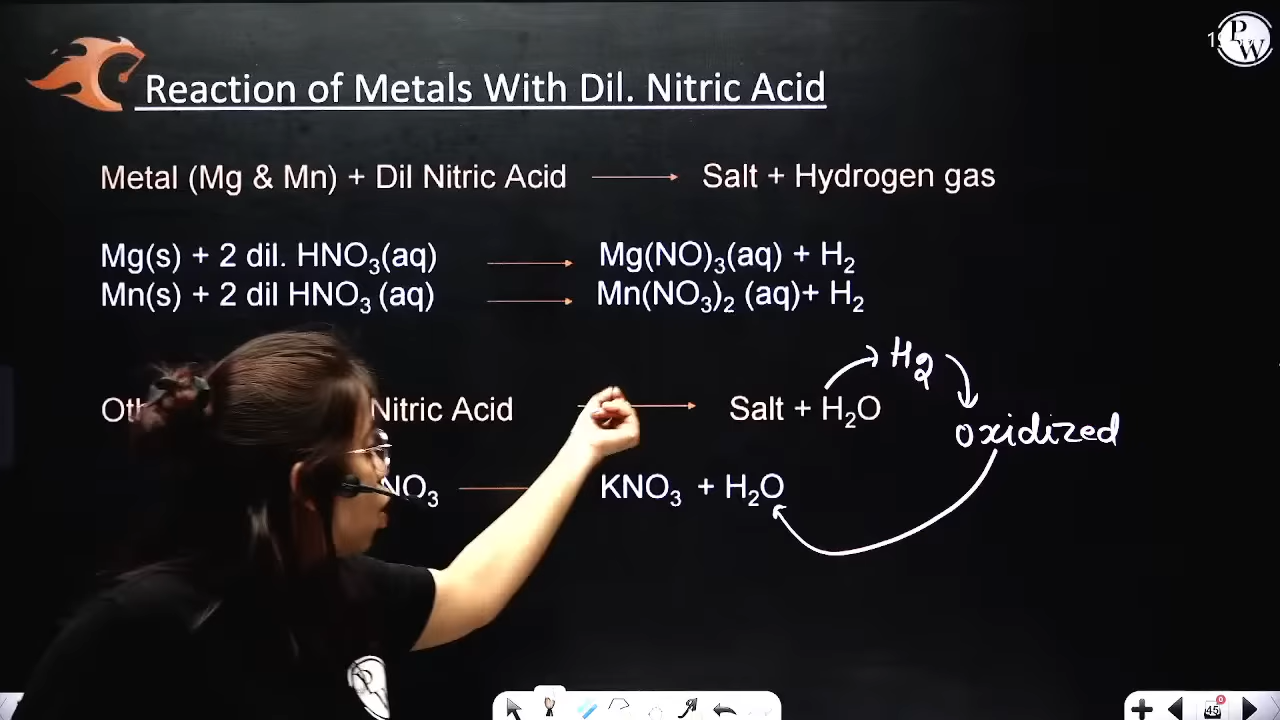 PW
Reaction of Metals With Dil. Nitric Acid
Metal (Mg & Mn) + Dil Nitric Acid → Salt + Hydrogen gas
Mg(s) + 2 dil. HNO₃(aq) → Mg(NO)₃(aq) + H₂
Mn(s) + 2 dil HNO₃ (aq) → Mn(NO₃)₂ (aq)+ H₂
H₂
Nitric Acid → Salt + H₂O
oxidized
NO₃ KNO₃ + H₂O
45